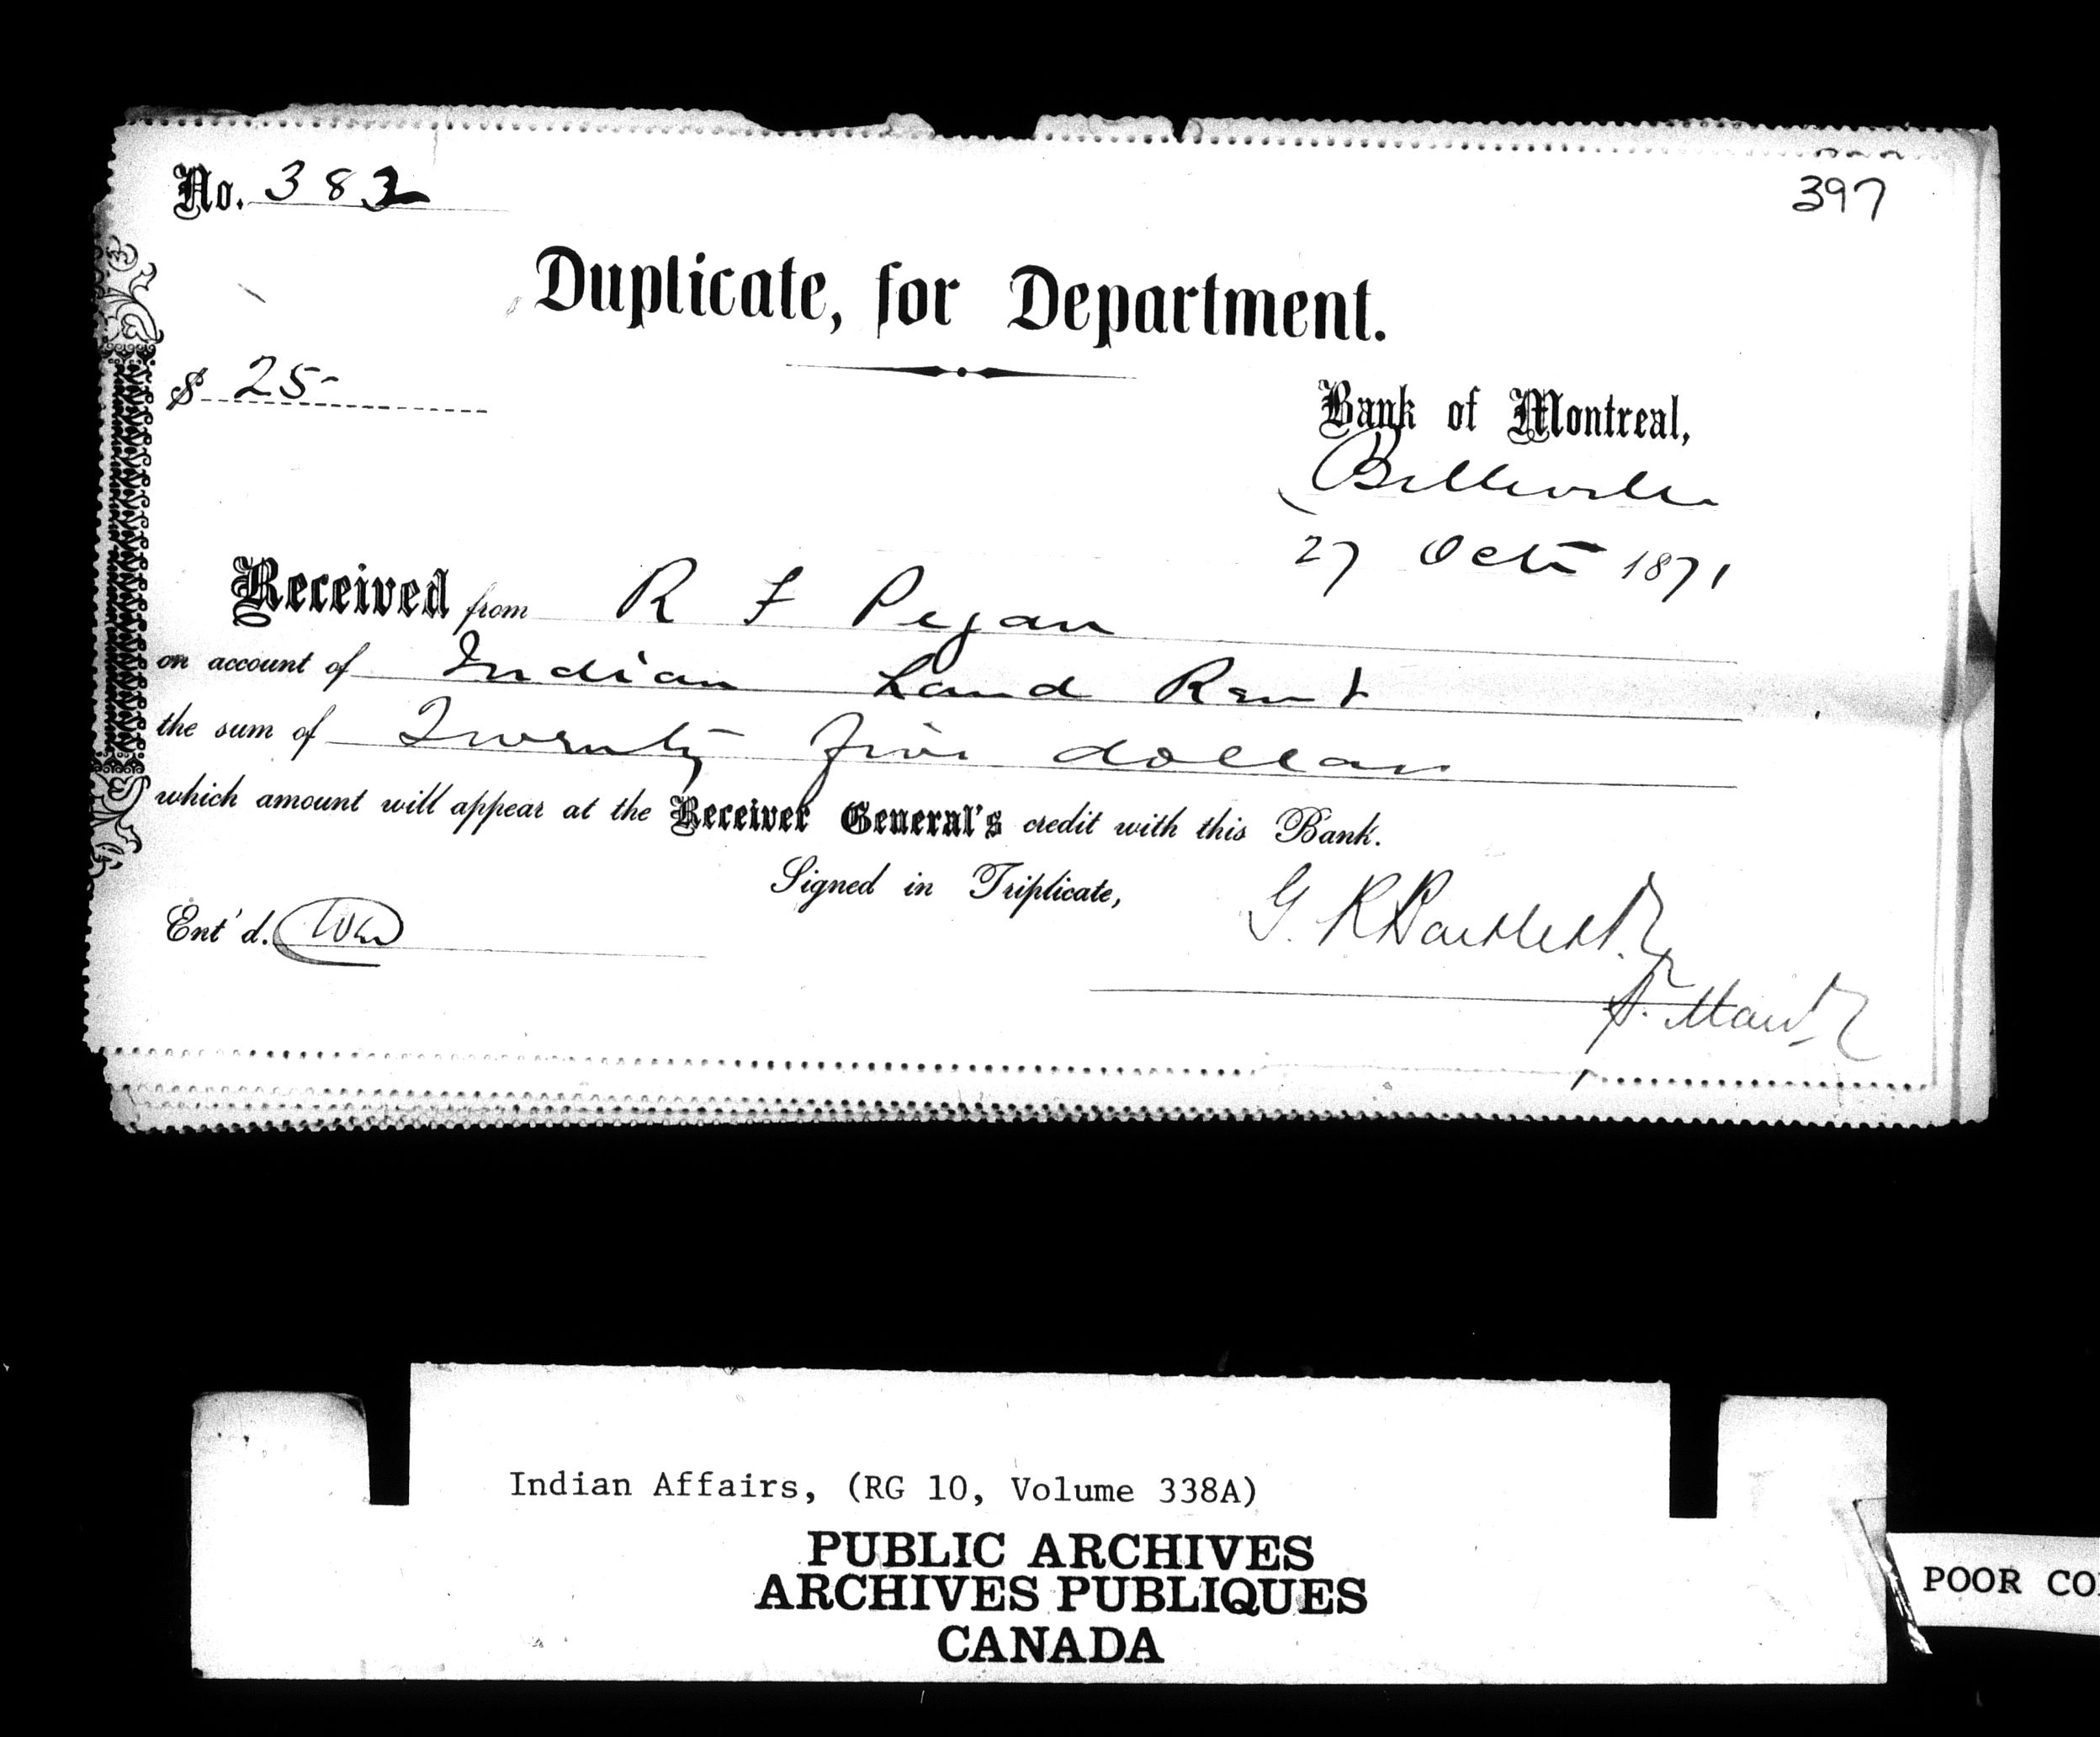 No. 382
397
Duplicate, for Department.
$ 25-
Bank of Montreal,
Belleville
27 Oct 1871
Received from R F Pegan
on account of Indian Land Rent
the sum of Twenty five dollars
which amount will appear at the Receiver General's credit with this Bank.
Signed in Triplicate,
Ent'd.
G. R Bartlett
Indian Affairs, (RG 10, Volume 338A)
PUBLIC ARCHIVES
ARCHIVES PUBLIQUES
CANADA
POOR